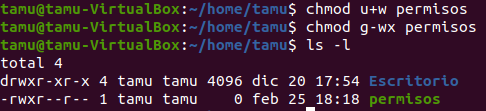 tamu@tamu-VirtualBox:~/home/tamu$ chmod u+w permisos
tamu@tamu-VirtualBox:~/home/tamu$ chmod g-wx permisos
tamu@tamu-VirtualBox:~/home/tamu$ ls -l
total 4
drwxr-xr-x 4 tamu tamu 4096 dic 20 17:54 Escritorio
-rwxr--r-- 1 tamu tamu    0 feb 25 18:18 permisos